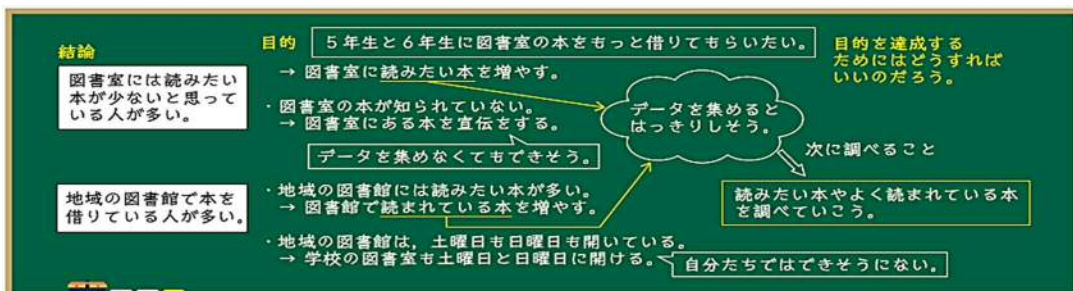 結論
図書室には読みたい
本が少ないと思って
いる人が多い。
地域の図書館で本を
借りている人が多い。
目的
5年生と6年生に図書室の本をもっと借りてもらいたい。
→ 図書室に読みたい本を増やす。
・図書室の本が知られていない。
→ 図書室にある本を宣伝をする。
データを集めなくてもできそう。
・地域の図書館には読みたい本が多い。
→ 図書館で読まれている本を増やす。
・地域の図書館は，土曜日も日曜日も開いている。
→ 学校の図書室も土曜日と日曜日に開ける。
自分たちではできそうにない。
目的を達成する
ためにはどうすれば
いいのだろう。
データを集めると
はっきりしそう。
次に調べること
読みたい本やよく読まれている本
を調べていこう。